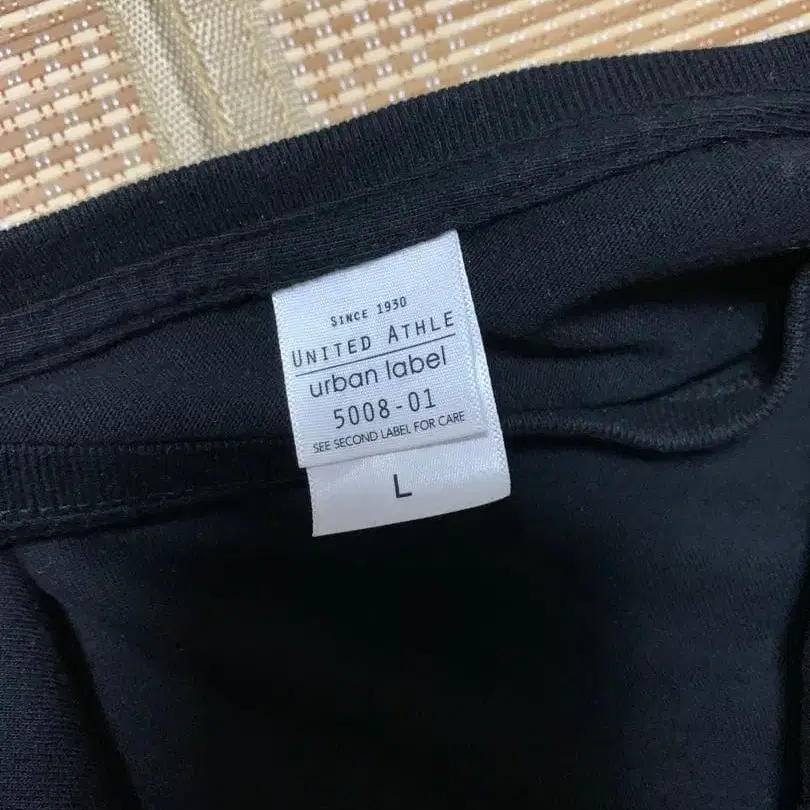 SINCE 1930
UNITED ATHLE
urban label
5008-01
SEE SECOND LABEL FOR CARE
L